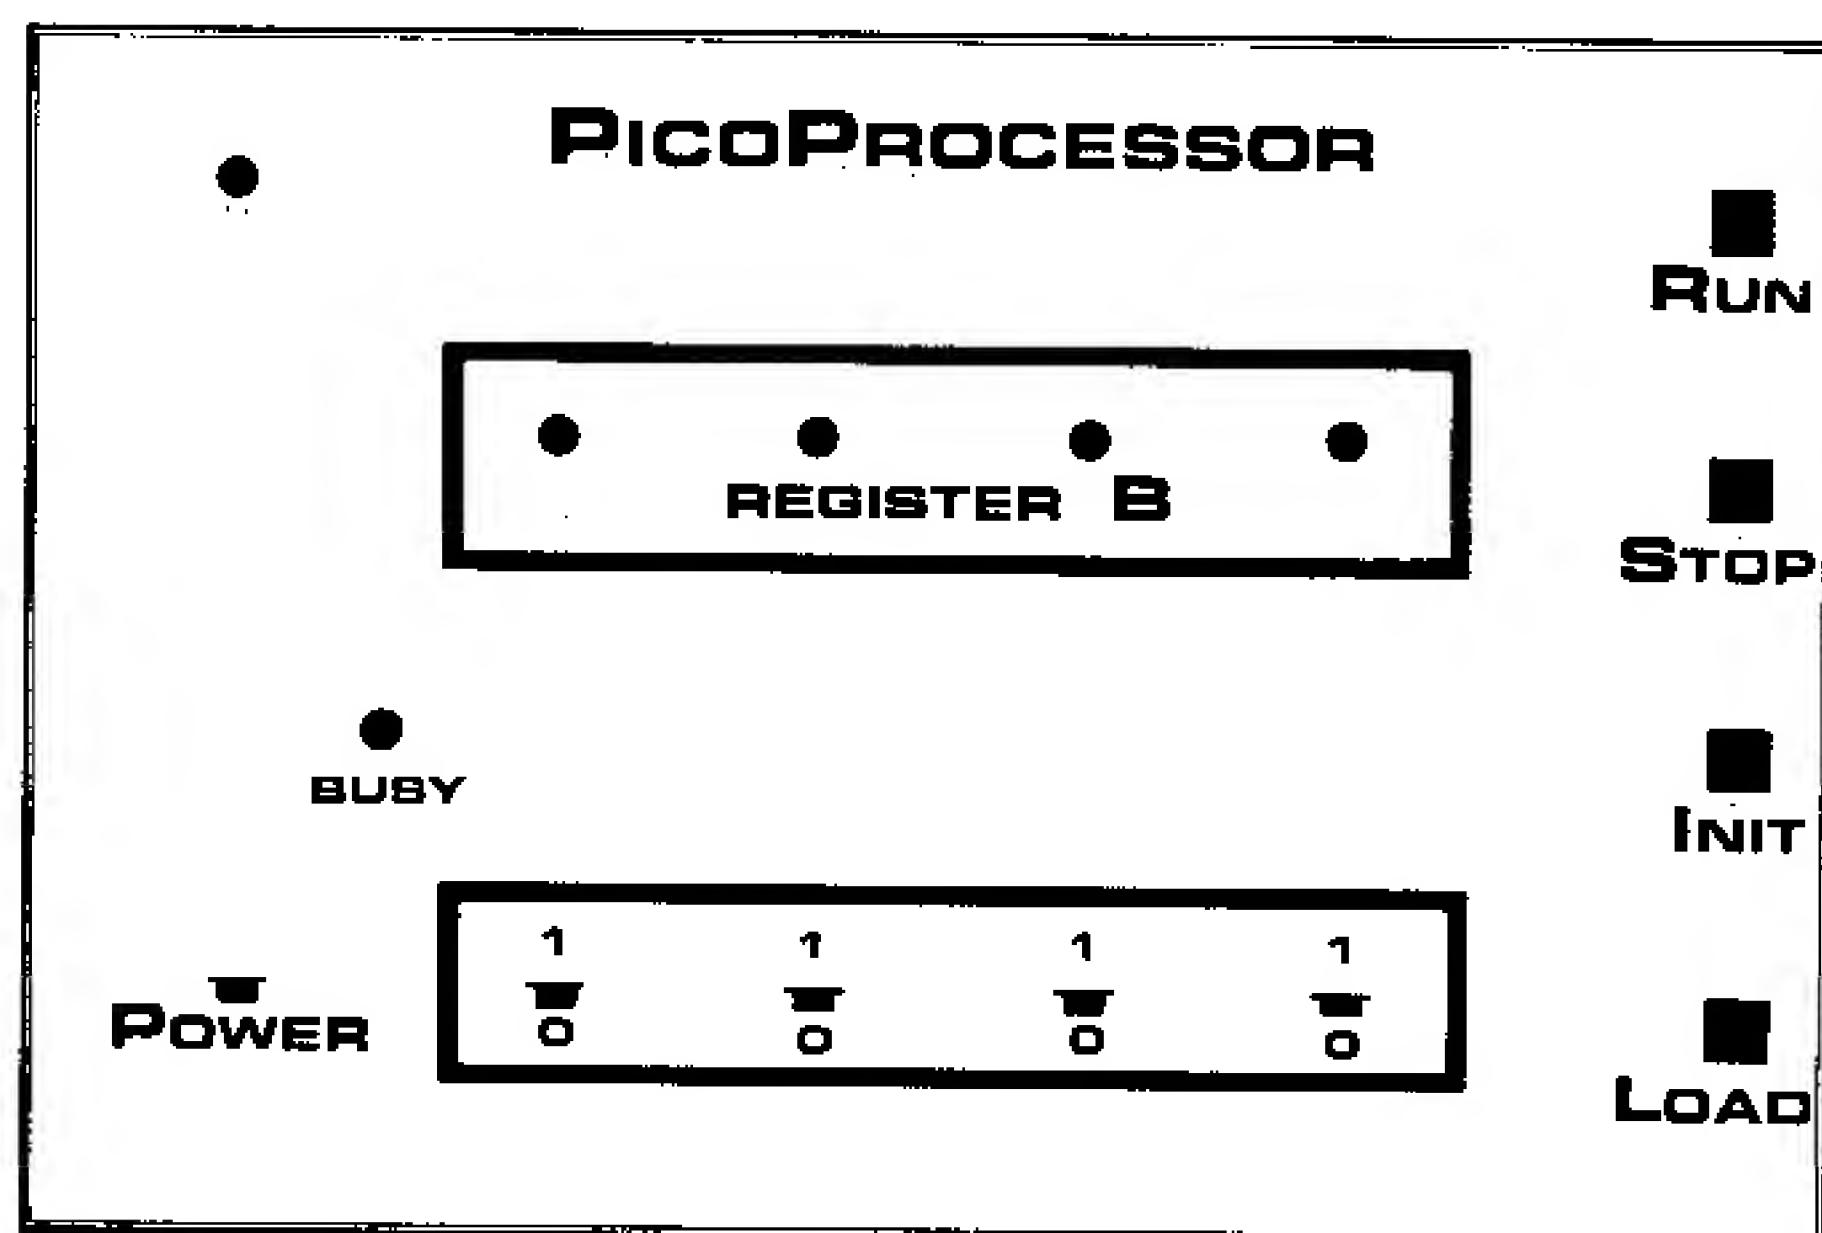 PICOPROCESSOR
RUN
REGISTER B
STOP
BUSY
INIT
1 1 1 1
0 0 0 0
POWER
LOAD